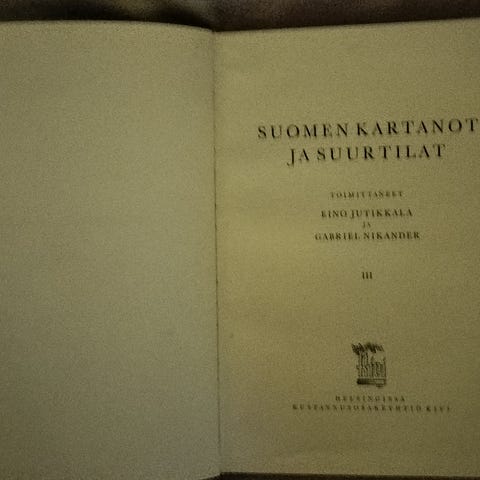 SUOMEN KARTANOT
JA SUURTILAT
TOIMITTANEET
EINO JUTIKKALA
JA
GABRIEL NIKANDER
III
HELSINGISSÄ
KUSTANNUSOSAKEYHTIÖ KIVI